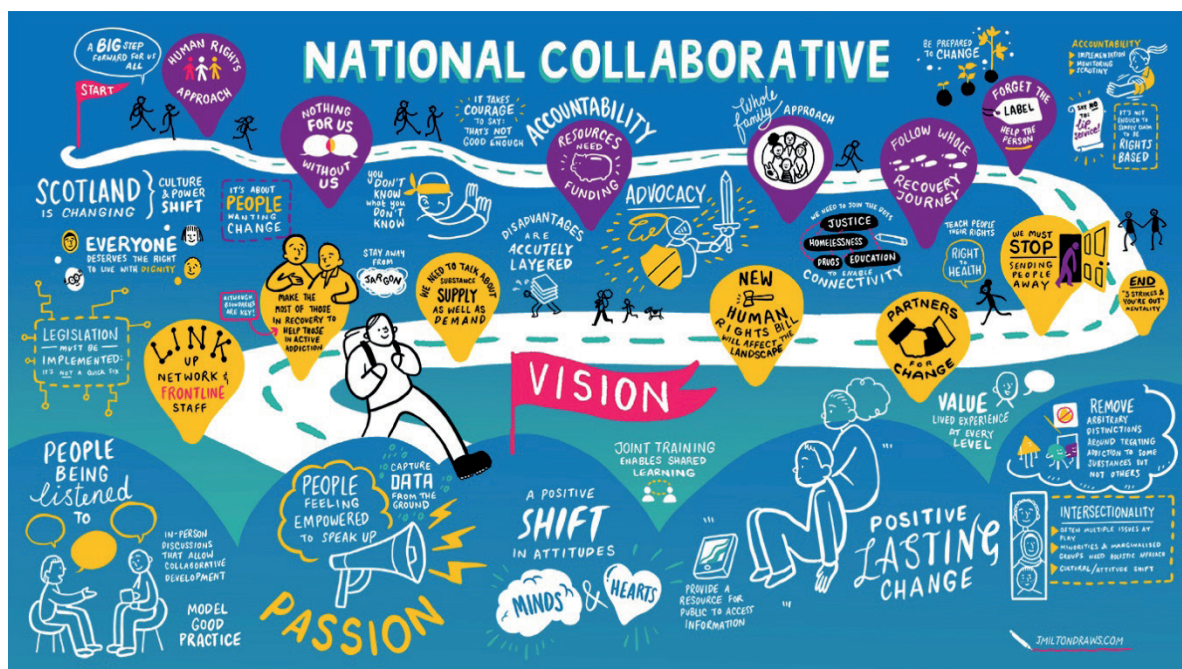 NATIONAL COLLABORATIVE
A BIG STEP
FORWARD FOR US
ALL
START
HUMAN RIGHTS
APPROACH
NOTHING
FOR US
WITHOUT
US
IT TAKES
COURAGE
TO SAY:
THAT'S NOT
GOOD ENOUGH
ACCOUNTABILITY
RESOURCES
NEED
FUNDING
Whole
family
APPROACH
FOLLOW WHOLE
RECOVERY
JOURNEY
BE PREPARED
TO CHANGE
FORGET THE
LABEL
HELP THE
PERSON
ACCOUNTABILITY
IMPLEMENTATION
MONITORING
SCRUTINY
SAY NO
TO:
lip
service!
IT'S NOT
ENOUGH TO
SIMPLY CLAIM
TO BE
RIGHTS
BASED
SCOTLAND
IS CHANGING
CULTURE
& POWER
SHIFT
IT'S ABOUT
PEOPLE
WANTING
CHANGE
YOU
DON'T
KNOW
what you
DON'T
KNOW
DISADVANTAGES
ARE
ACCUTELY
LAYERED
ADVOCACY
WE NEED TO JOIN THE DOTS
JUSTICE
HOMELESSNESS
DRUGS
EDUCATION
TO ENABLE
CONNECTIVITY
TEACH PEOPLE
THEIR RIGHTS
RIGHT
TO
HEALTH
WE MUST
STOP
SENDING
PEOPLE
AWAY
END
"3 STRIKES &
YOU'RE OUT"
MENTALITY
EVERYONE
DESERVES THE RIGHT
TO LIVE WITH DIGNITY
LEGISLATION
MUST BE
IMPLEMENTED:
IT'S NOT A QUICK FIX
LINK
UP
NETWORK &
FRONTLINE
STAFF
ALTHOUGH
BOUNDARIES
ARE KEY!
MAKE THE
MOST OF THOSE
IN RECOVERY TO
HELP THOSE
IN ACTIVE
ADDICTION
STAY AWAY
FROM
JARGON
WE NEED TO TALK ABOUT
SUBSTANCE
SUPPLY
AS WELL AS
DEMAND
NEW
HUMAN
RIGHTS BILL
WILL AFFECT THE
LANDSCAPE
PARTNERS
FOR
CHANGE
VISION
VALUE
LIVED EXPERIENCE
AT EVERY
LEVEL
REMOVE
ARBITRARY
DISTINCTIONS
AROUND TREATING
ADDICTION TO SOME
SUBSTANCES BUT
NOT OTHERS
PEOPLE
BEING
listened
TO
IN-PERSON
DISCUSSIONS
THAT ALLOW
COLLABORATIVE
DEVELOPMENT
MODEL
GOOD
PRACTICE
PEOPLE
FEELING
EMPOWERED
TO SPEAK UP
CAPTURE
DATA
FROM THE
GROUND
PASSION
A POSITIVE
SHIFT
IN ATTITUDES
MINDS & HEARTS
JOINT TRAINING
ENABLES SHARED
LEARNING
PROVIDE A
RESOURCE FOR
PUBLIC TO ACCESS
INFORMATION
POSITIVE
LASTING
CHANGE
INTERSECTIONALITY
OFTEN MULTIPLE ISSUES AT
PLAY
MINORITIES & MARGINALISED
GROUPS NEED HOLISTIC APPROACH
CULTURAL/ATTITUDE SHIFT
JMILTONDRAWS.COM